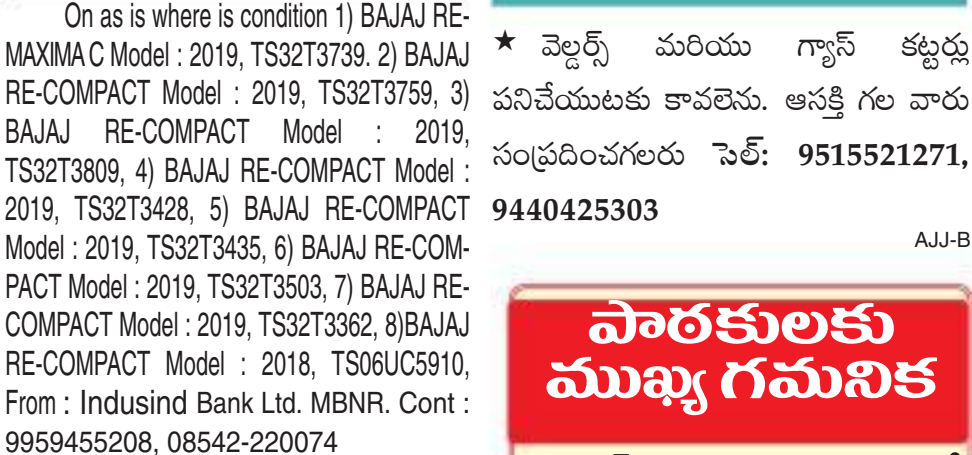 On as is where is condition 1) BAJAJ RE-
MAXIMA C Model : 2019, TS32T3739. 2) BAJAJ
RE-COMPACT Model : 2019, TS32T3759, 3)
BAJAJ RE-COMPACT Model : 2019,
TS32T3809, 4) BAJAJ RE-COMPACT Model :
2019, TS32T3428, 5) BAJAJ RE-COMPACT
Model : 2019, TS32T3435, 6) BAJAJ RE-COM-
PACT Model : 2019, TS32T3503, 7) BAJAJ RE-
COMPACT Model : 2019, TS32T3362, 8)BAJAJ
RE-COMPACT Model : 2018, TS06UC5910,
From : Indusind Bank Ltd. MBNR. Cont :
9959455208, 08542-220074
★ వెల్డర్స్ మరియు గ్యాస్ కట్టర్లు
పనిచేయుటకు కావలెను. ఆసక్తి గల వారు
సంప్రదించగలరు సెల్: 9515521271,
9440425303
AJJ-B
పాఠకులకు
ముఖ్య గమనిక